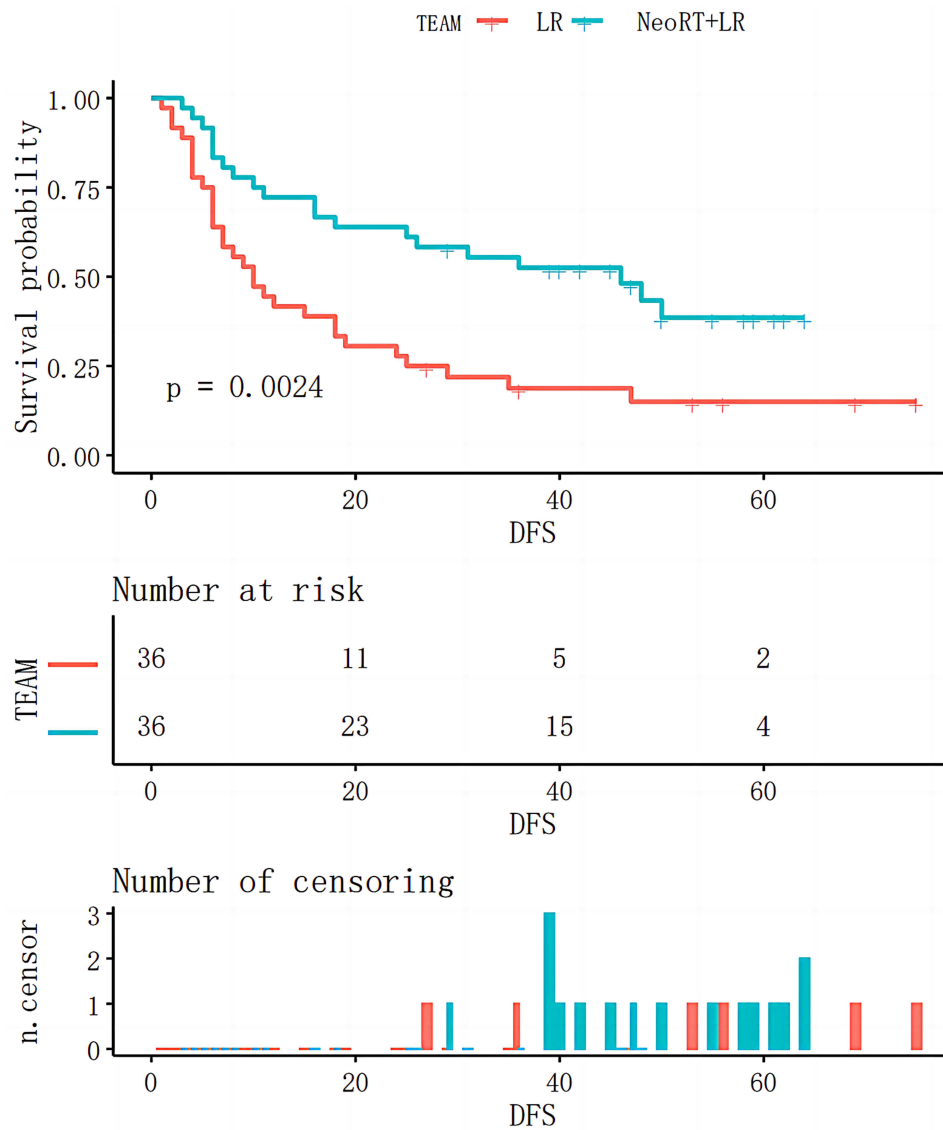 TEAM LR NeoRT+LR
Survival probability
1.00
0.75
0.50
0.25
0.00
p = 0.0024
0 20 40 60
DFS
Number at risk
TEAM
36 11 5 2
36 23 15 4
0 20 40 60
DFS
Number of censoring
n.censor
3
2
1
0
0 20 40 60
DFS